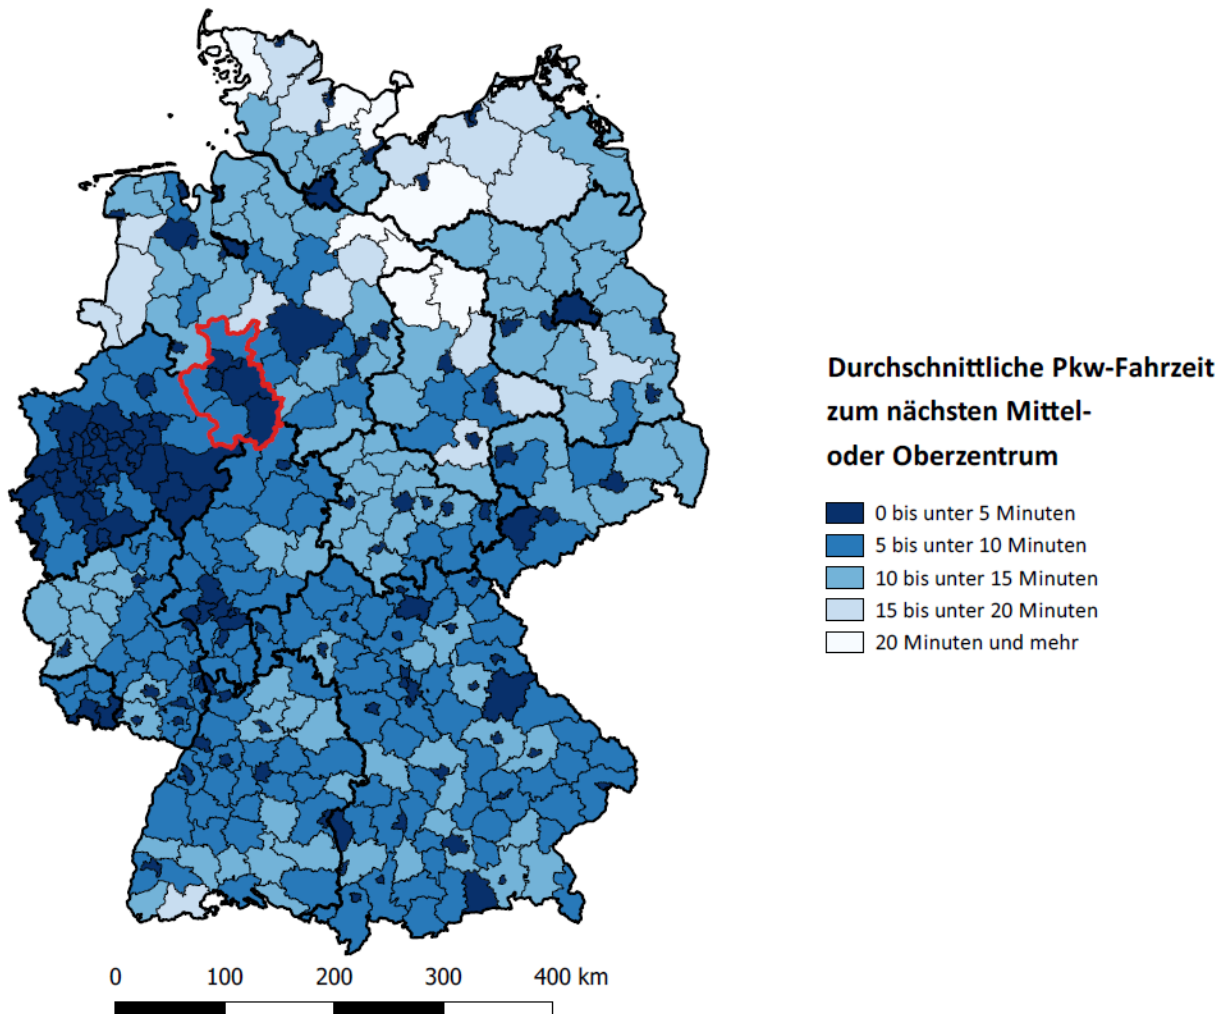 Durchschnittliche Pkw-Fahrzeit
zum nächsten Mittel-
oder Oberzentrum
0 bis unter 5 Minuten
5 bis unter 10 Minuten
10 bis unter 15 Minuten
15 bis unter 20 Minuten
20 Minuten und mehr
0 100 200 300 400 km